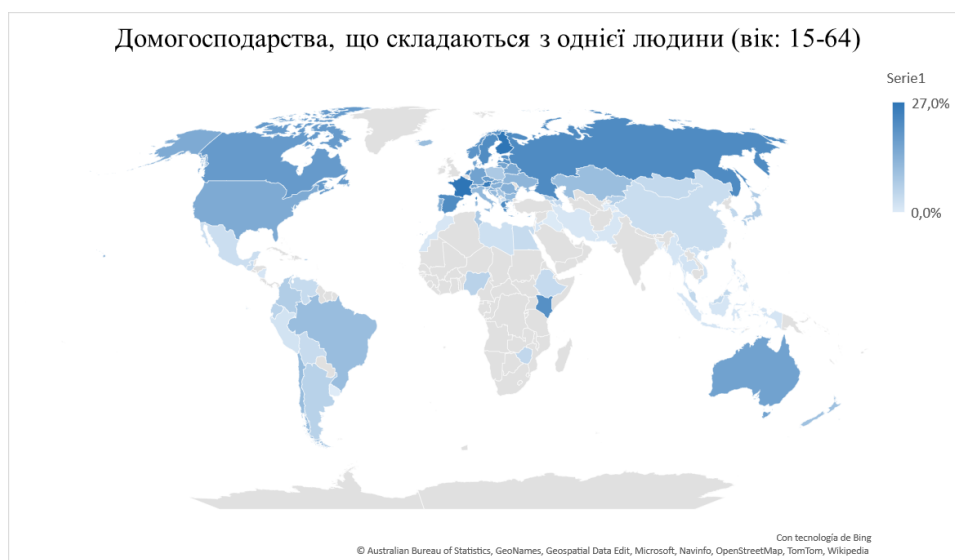 Домогосподарства, що складаються з однієї людини (вік: 15-64)
Serie1
27,0%
0,0%
Con tecnología de Bing
© Australian Bureau of Statistics, GeoNames, Geospatial Data Edit, Microsoft, Navinfo, OpenStreetMap, TomTom, Wikipedia